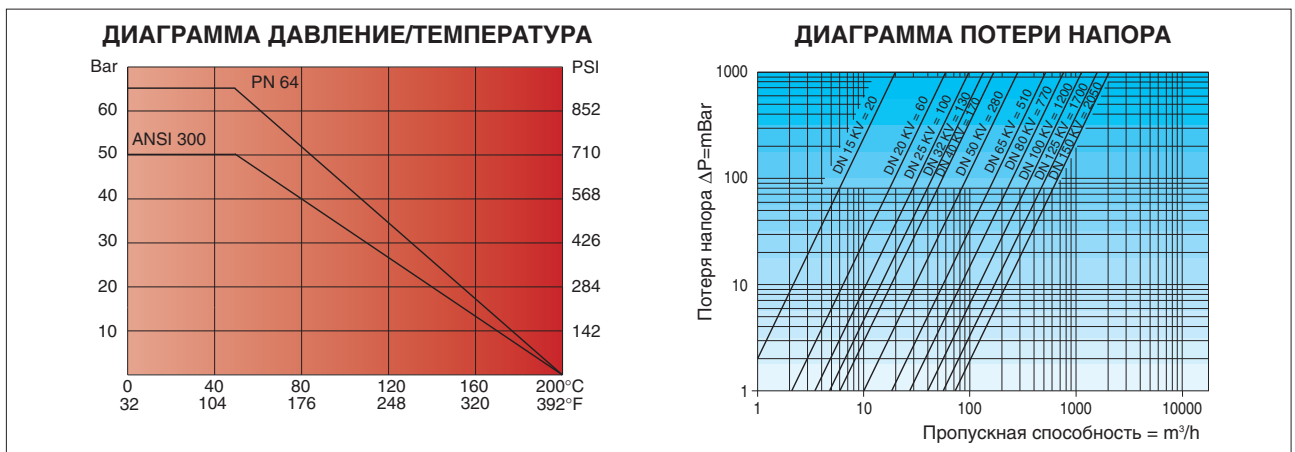 ДИАГРАММА ДАВЛЕНИЕ/ТЕМПЕРАТУРА
Bar
PSI
PN 64
60
852
ANSI 300
50
710
40
568
30
426
20
284
10
142
0 40 80 120 160 200°C
32 104 176 248 320 392°F
ДИАГРАММА ПОТЕРИ НАПОРА
Потеря напора ΔP=mBar
1000
100
10
1
DN 15 KV = 20
DN 20 KV = 60
DN 25 KV = 100
DN 32 KV = 130
DN 40 KV = 170
DN 50 KV = 280
DN 65 KV = 510
DN 80 KV = 770
DN 100 KV = 1200
DN 125 KV = 1700
DN 150 KV = 2050
1 10 100 1000 10000
Пропускная способность = m³/h